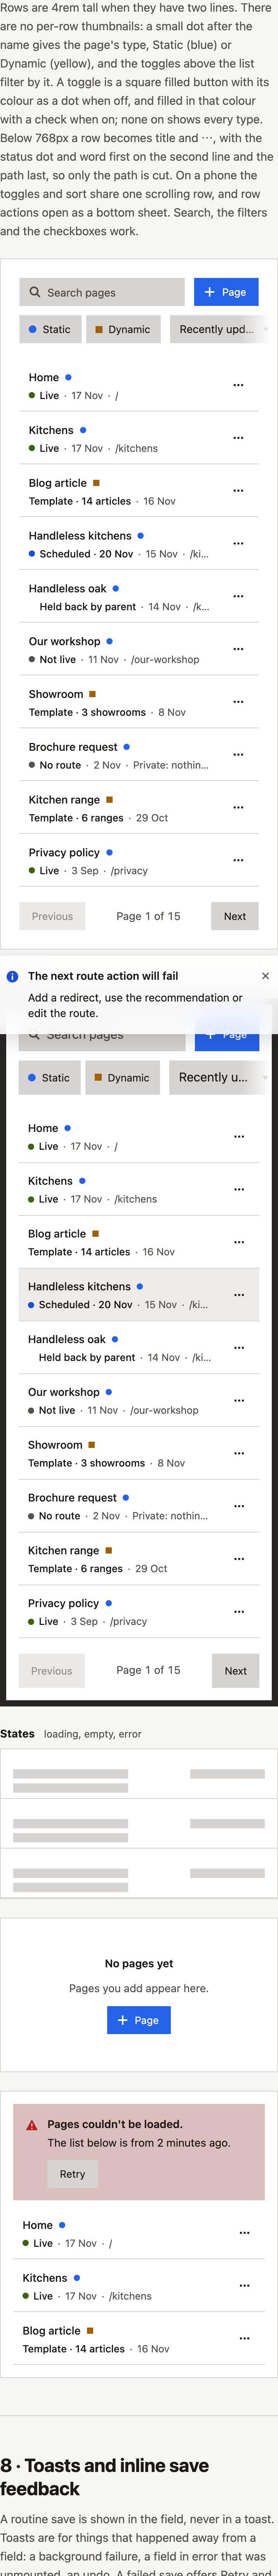 Rows are 4rem tall when they have two lines. There
are no per-row thumbnails: a small dot after the
name gives the page's type, Static (blue) or
Dynamic (yellow), and the toggles above the list
filter by it. A toggle is a square filled button with its
colour as a dot when off, and filled in that colour
with a check when on; none on shows every type.
Below 768px a row becomes title and ···, with the
status dot and word first on the second line and the
path last, so only the path is cut. On a phone the
toggles and sort share one scrolling row, and row
actions open as a bottom sheet. Search, the filters
and the checkboxes work.
Search pages
+ Page
Static
Dynamic
Recently upd...
Home
Live · 17 Nov · /
Kitchens
Live · 17 Nov · /kitchens
Blog article
Template · 14 articles · 16 Nov
Handleless kitchens
Scheduled · 20 Nov · 15 Nov · /ki...
Handleless oak
Held back by parent · 14 Nov · /k...
Our workshop
Not live · 11 Nov · /our-workshop
Showroom
Template · 3 showrooms · 8 Nov
Brochure request
No route · 2 Nov · Private: nothin...
Kitchen range
Template · 6 ranges · 29 Oct
Privacy policy
Live · 3 Sep · /privacy
Previous
Page 1 of 15
Next
The next route action will fail
Add a redirect, use the recommendation or
edit the route.
Search pages
+ Page
Static
Dynamic
Recently u...
Home
Live · 17 Nov · /
Kitchens
Live · 17 Nov · /kitchens
Blog article
Template · 14 articles · 16 Nov
Handleless kitchens
Scheduled · 20 Nov · 15 Nov · /ki...
Handleless oak
Held back by parent · 14 Nov · /ki...
Our workshop
Not live · 11 Nov · /our-workshop
Showroom
Template · 3 showrooms · 8 Nov
Brochure request
No route · 2 Nov · Private: nothin...
Kitchen range
Template · 6 ranges · 29 Oct
Privacy policy
Live · 3 Sep · /privacy
Previous
Page 1 of 15
Next
States loading, empty, error
No pages yet
Pages you add appear here.
+ Page
Pages couldn't be loaded.
The list below is from 2 minutes ago.
Retry
Home
Live · 17 Nov · /
Kitchens
Live · 17 Nov · /kitchens
Blog article
Template · 14 articles · 16 Nov
8 · Toasts and inline save
feedback
A routine save is shown in the field, never in a toast.
Toasts are for things that happened away from a
field: a background failure, a field in error that was
unmounted, an undo. A failed save offers Retry and